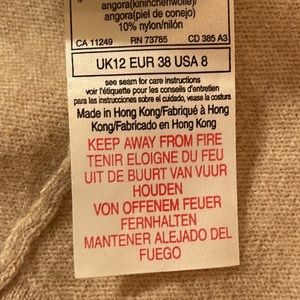 angora(kininchenwolle)/
angora(piel de conejo)
10% nylon/nilón
CA 11249 RN 73785 CD 385 A3
UK12 EUR 38 USA 8
see seam for care instructions
voir l'étiquette pour les conseils d'entretien
para las instrucciones sobre el cuidado, vease la costura
Made in Hong Kong/Fabriqué à Hong
Kong/Fabricado en Hong Kong
KEEP AWAY FROM FIRE
TENIR ELOIGNE DU FEU
UIT DE BUURT VAN VUUR
HOUDEN
VON OFFENEM FEUER
FERNHALTEN
MANTENER ALEJADO DEL
FUEGO